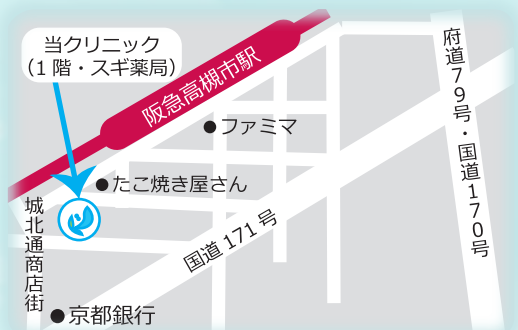 当クリニック
（1階・スギ薬局）
阪急高槻市駅
府道79号・国道170号
●ファミマ
●たこ焼き屋さん
城北通商店街
国道171号
●京都銀行